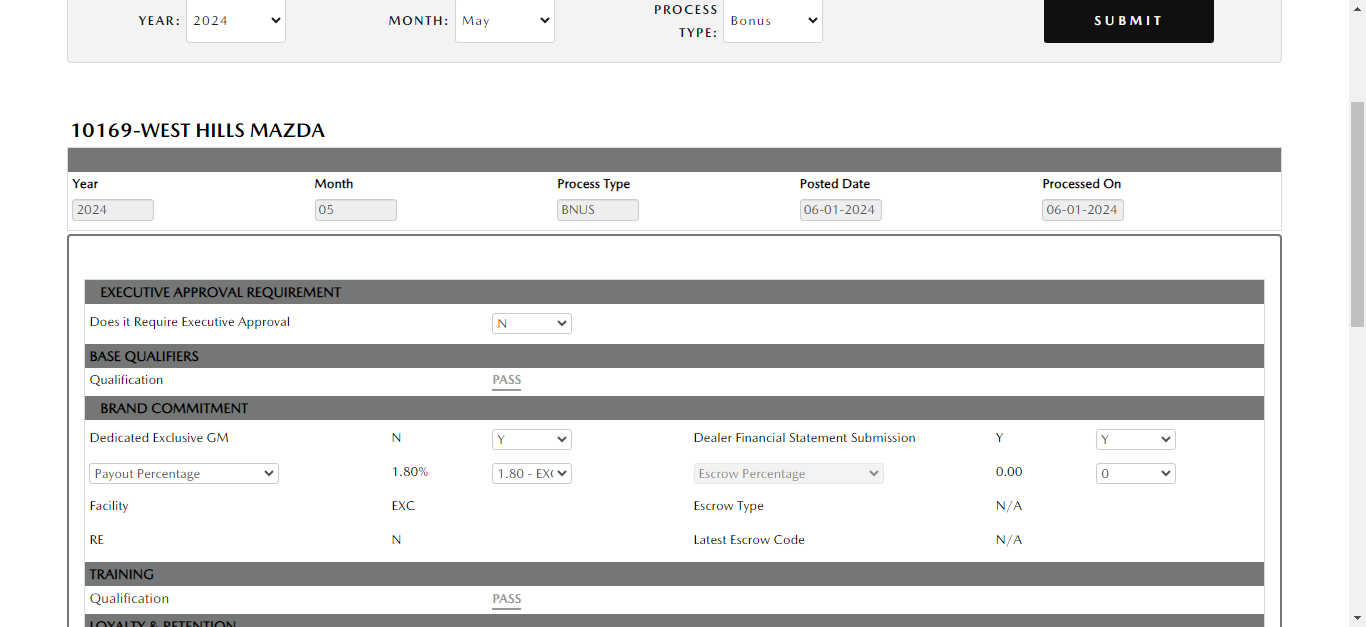 YEAR: 2024 MONTH: May PROCESS TYPE: Bonus SUBMIT
10169-WEST HILLS MAZDA
Year Month Process Type Posted Date Processed On
2024 05 BNUS 06-01-2024 06-01-2024
EXECUTIVE APPROVAL REQUIREMENT
Does it Require Executive Approval N
BASE QUALIFIERS
Qualification PASS
BRAND COMMITMENT
Dedicated Exclusive GM N Y Dealer Financial Statement Submission Y Y
Payout Percentage 1.80% 1.80 - EX Escrow Percentage 0.00 0
Facility EXC Escrow Type N/A
RE N Latest Escrow Code N/A
TRAINING
Qualification PASS
LOYALTY & RETENTION